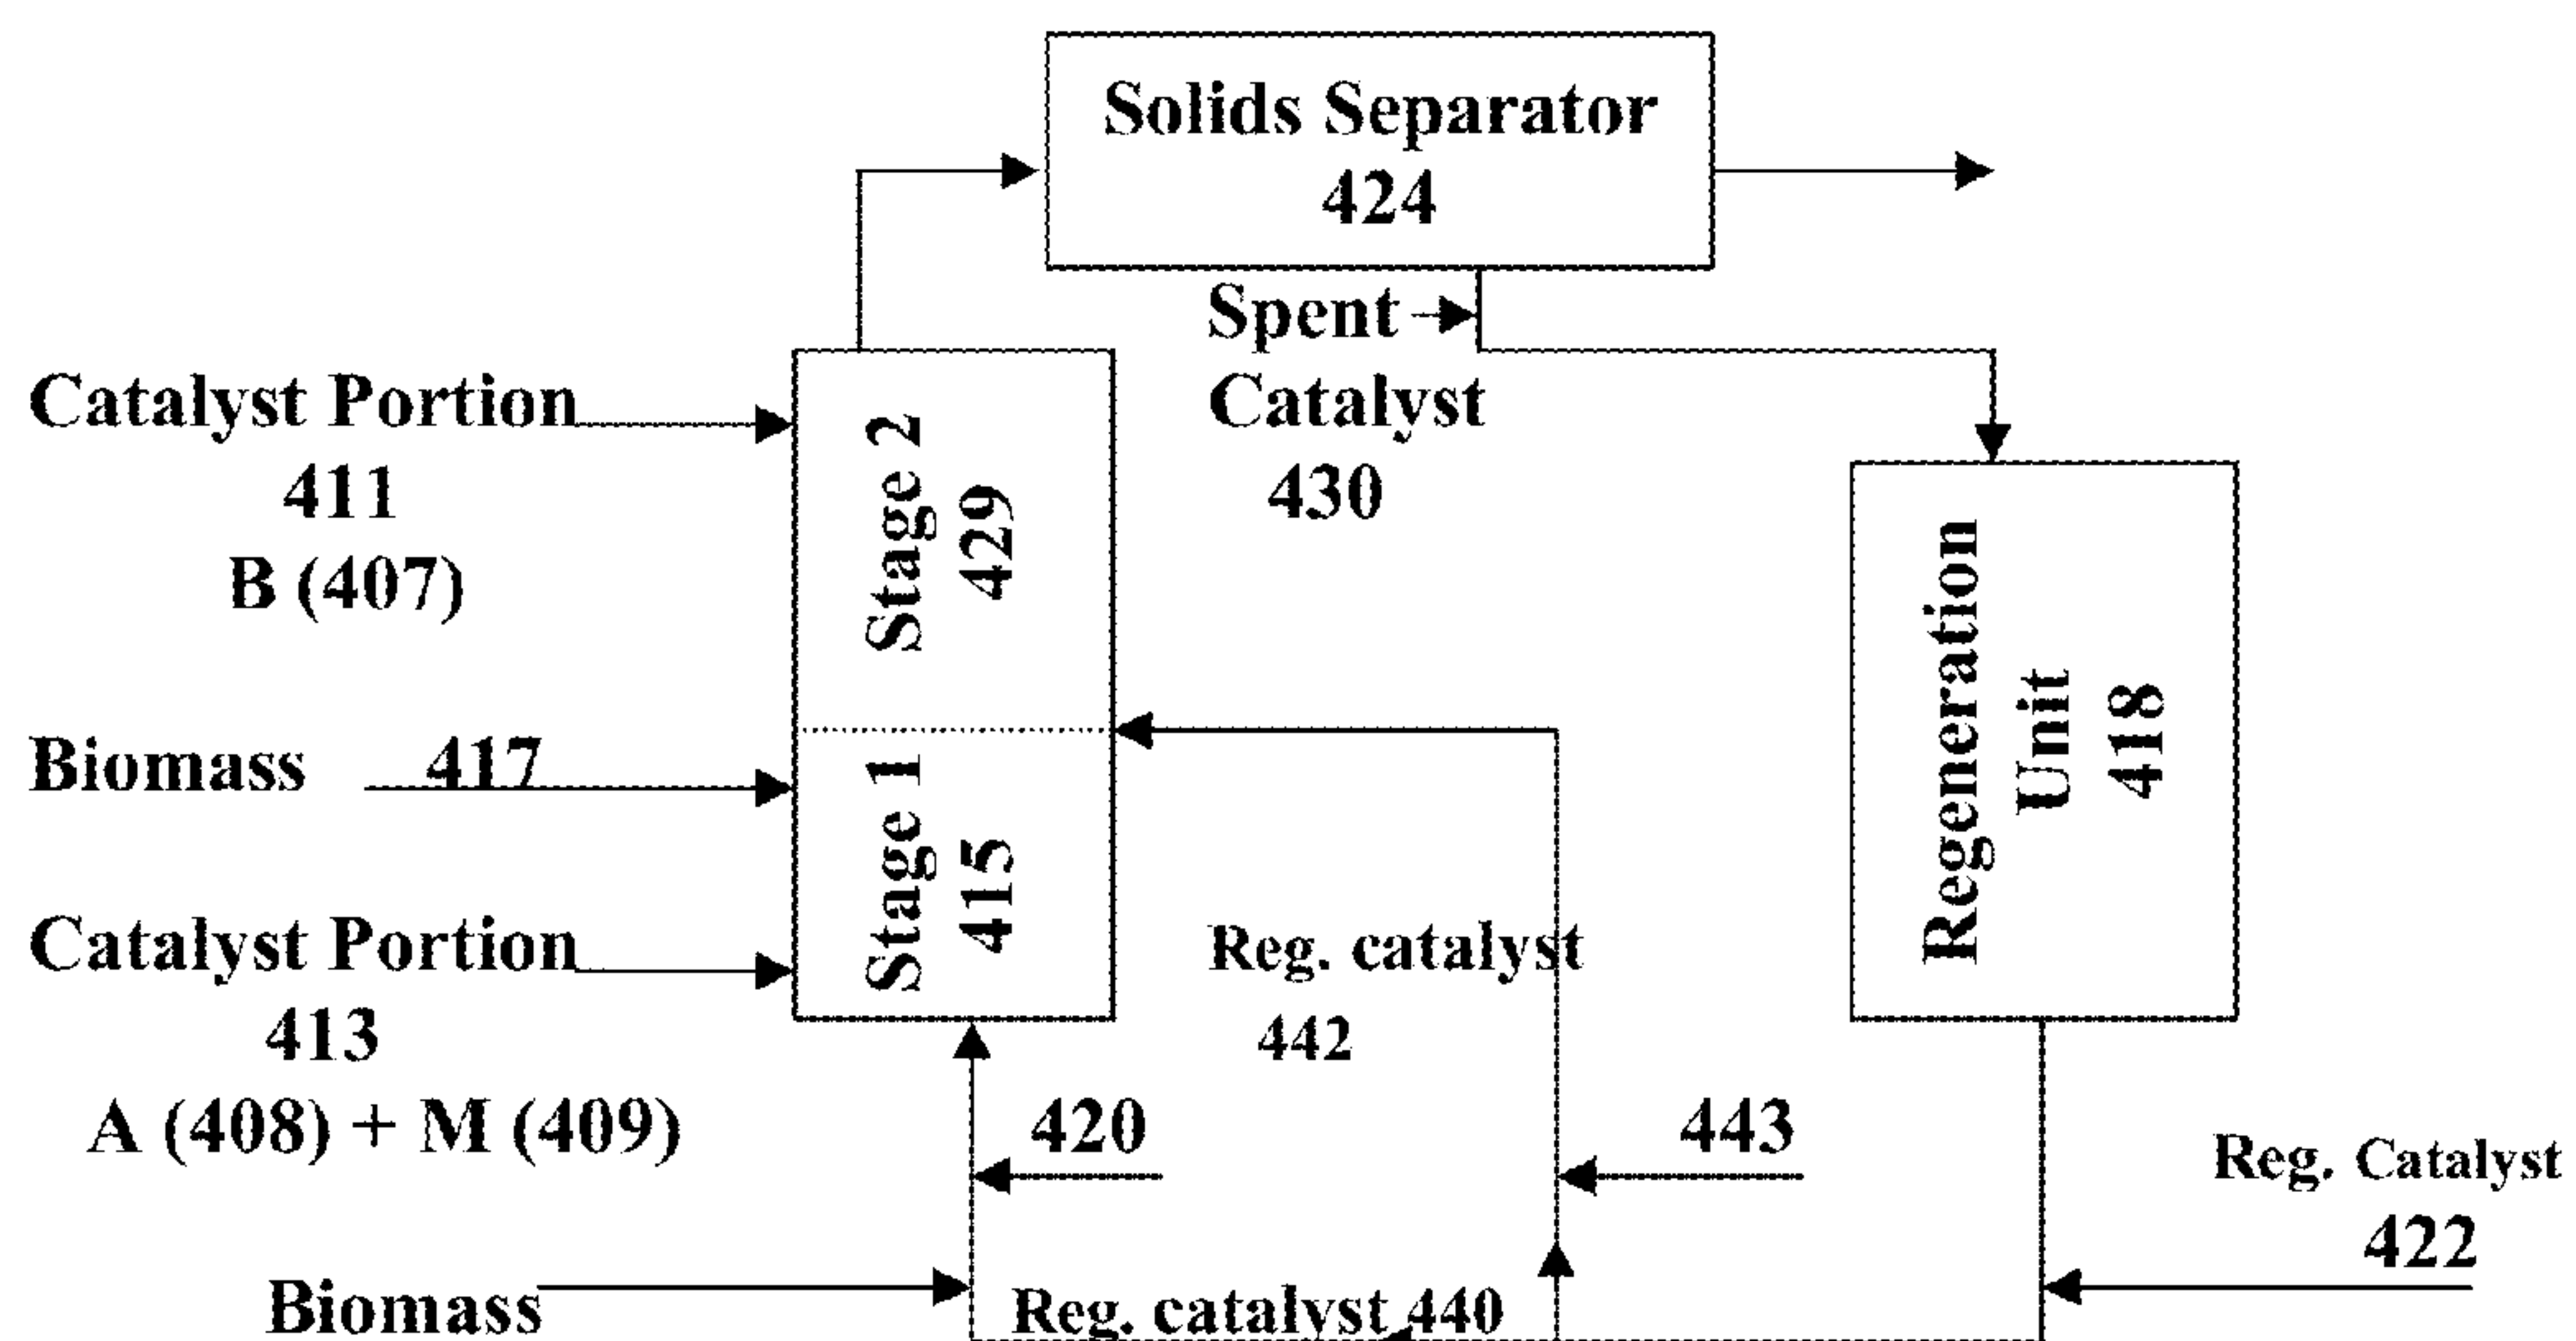 Solids Separator
424
Spent
Catalyst
430
Catalyst Portion
411
B (407)
Stage 2
429
Regeneration
Unit
418
Biomass 417
Stage 1
415
Catalyst Portion
413
A (408) + M (409)
Reg. catalyst
442
420
443
Reg. Catalyst
422
Biomass
Reg. catalyst 440